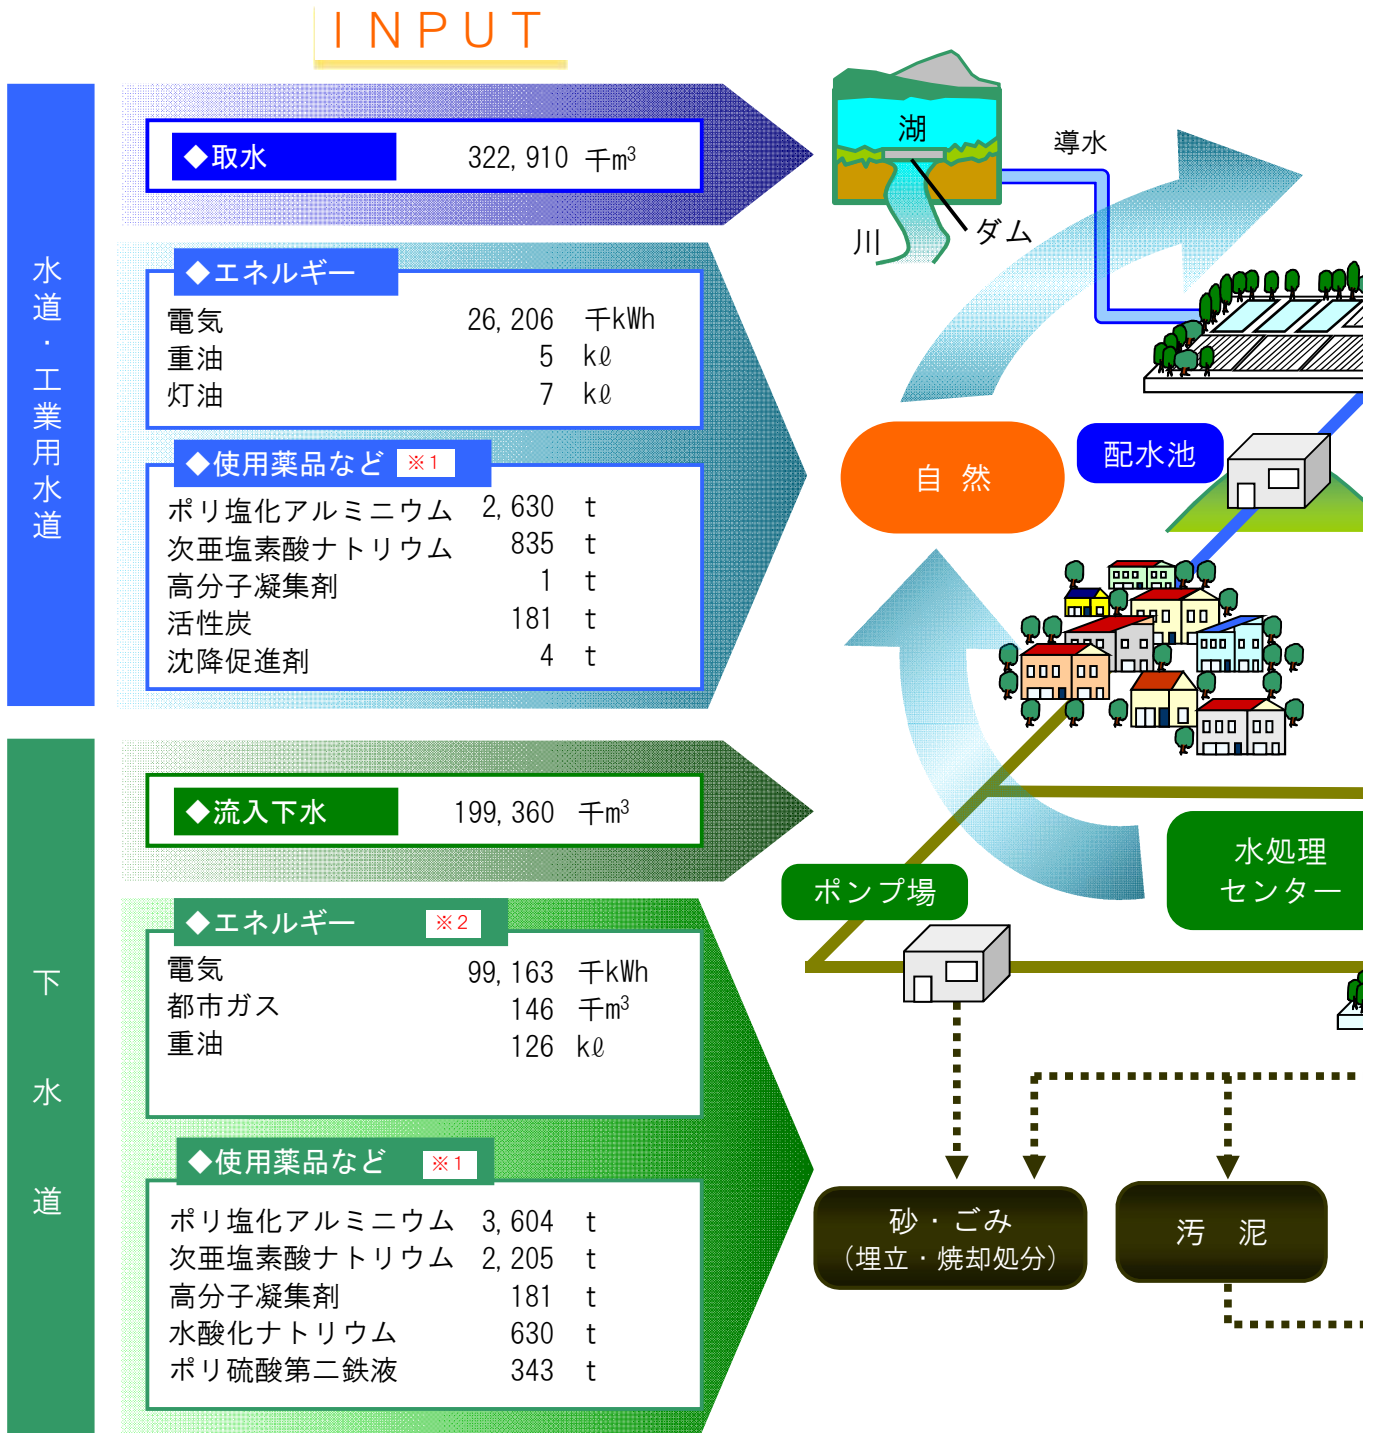 INPUT
水道・工業用水道
◆取水 322,910 千m³
◆エネルギー
電気 26,206 千kWh
重油 5 kℓ
灯油 7 kℓ
◆使用薬品など ※1
ポリ塩化アルミニウム 2,630 t
次亜塩素酸ナトリウム 835 t
高分子凝集剤 1 t
活性炭 181 t
沈降促進剤 4 t
下水道
◆流入下水 199,360 千m³
◆エネルギー ※2
電気 99,163 千kWh
都市ガス 146 千m³
重油 126 kℓ
◆使用薬品など ※1
ポリ塩化アルミニウム 3,604 t
次亜塩素酸ナトリウム 2,205 t
高分子凝集剤 181 t
水酸化ナトリウム 630 t
ポリ硫酸第二鉄液 343 t
湖
導水
川
ダム
自然
配水池
水処理
センター
ポンプ場
砂・ごみ
（埋立・焼却処分）
汚泥